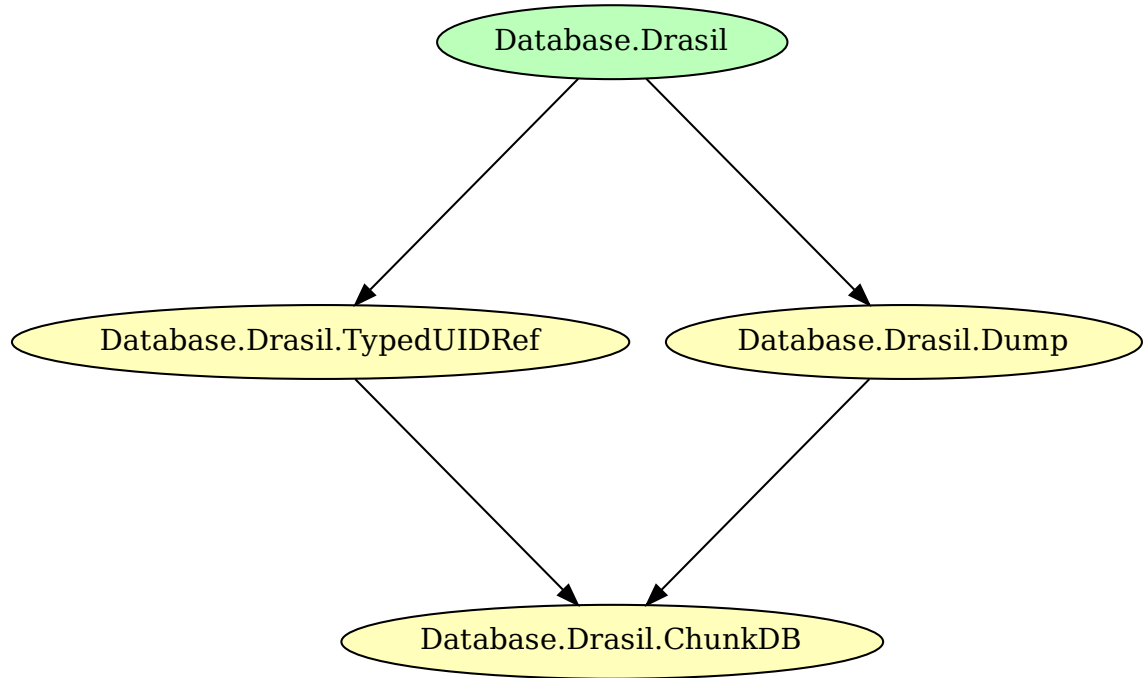 Database.Drasil
Database.Drasil.TypedUIDRef
Database.Drasil.Dump
Database.Drasil.ChunkDB